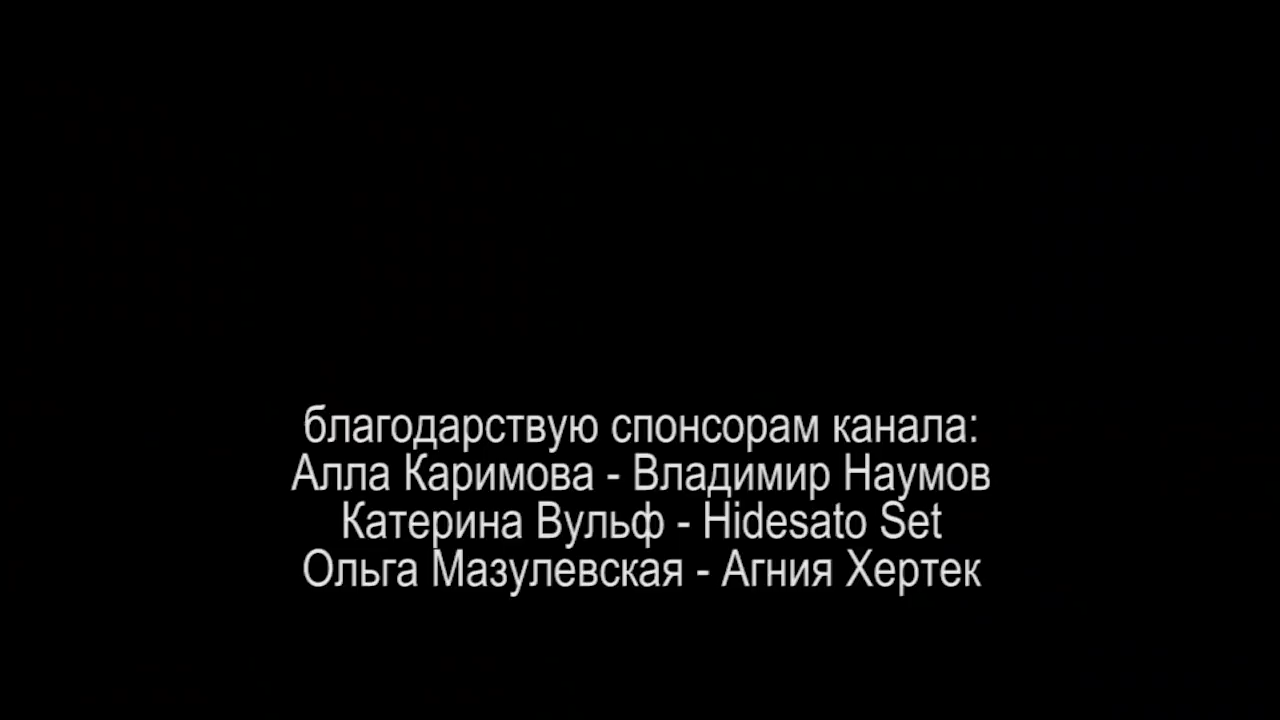 благодарствую спонсорам канала:
Алла Каримова - Владимир Наумов
Катерина Вульф - Hidesato Set
Ольга Мазулевская - Агния Хертек